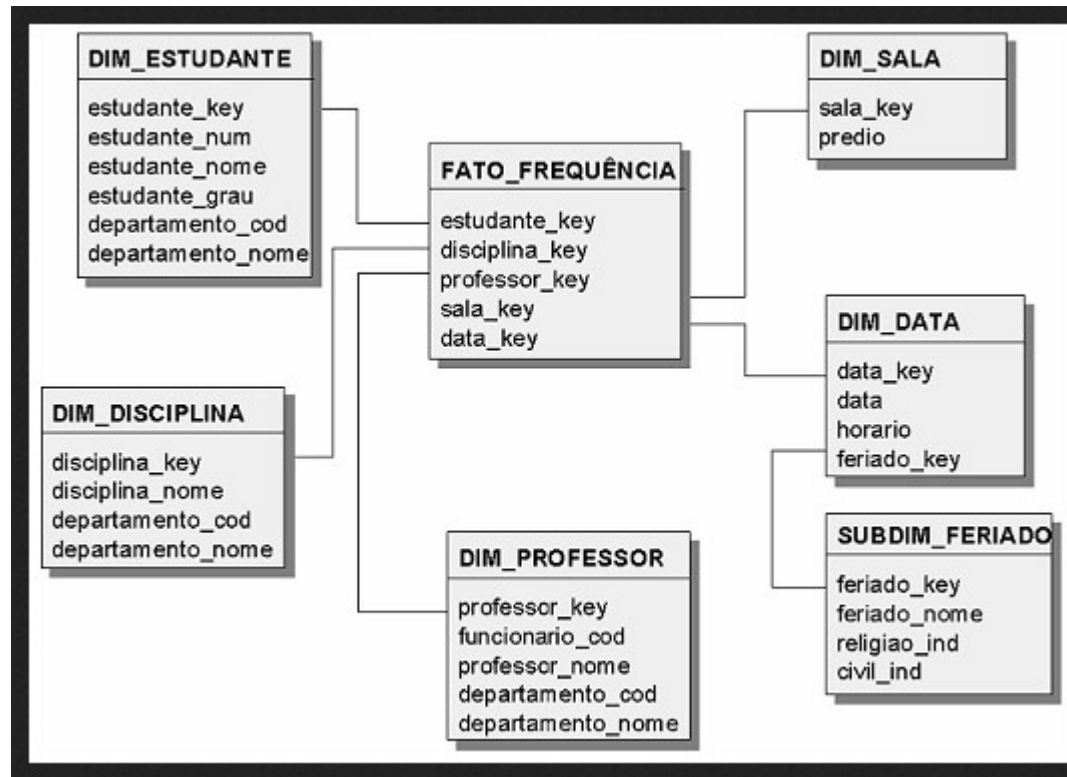 DIM_ESTUDANTE
estudante_key
estudante_num
estudante_nome
estudante_grau
departamento_cod
departamento_nome
DIM_SALA
sala_key
predio
FATO_FREQUÊNCIA
estudante_key
disciplina_key
professor_key
sala_key
data_key
DIM_DATA
data_key
data
horario
feriado_key
DIM_DISCIPLINA
disciplina_key
disciplina_nome
departamento_cod
departamento_nome
DIM_PROFESSOR
professor_key
funcionario_cod
professor_nome
departamento_cod
departamento_nome
SUBDIM_FERIADO
feriado_key
feriado_nome
religiao_ind
civil_ind